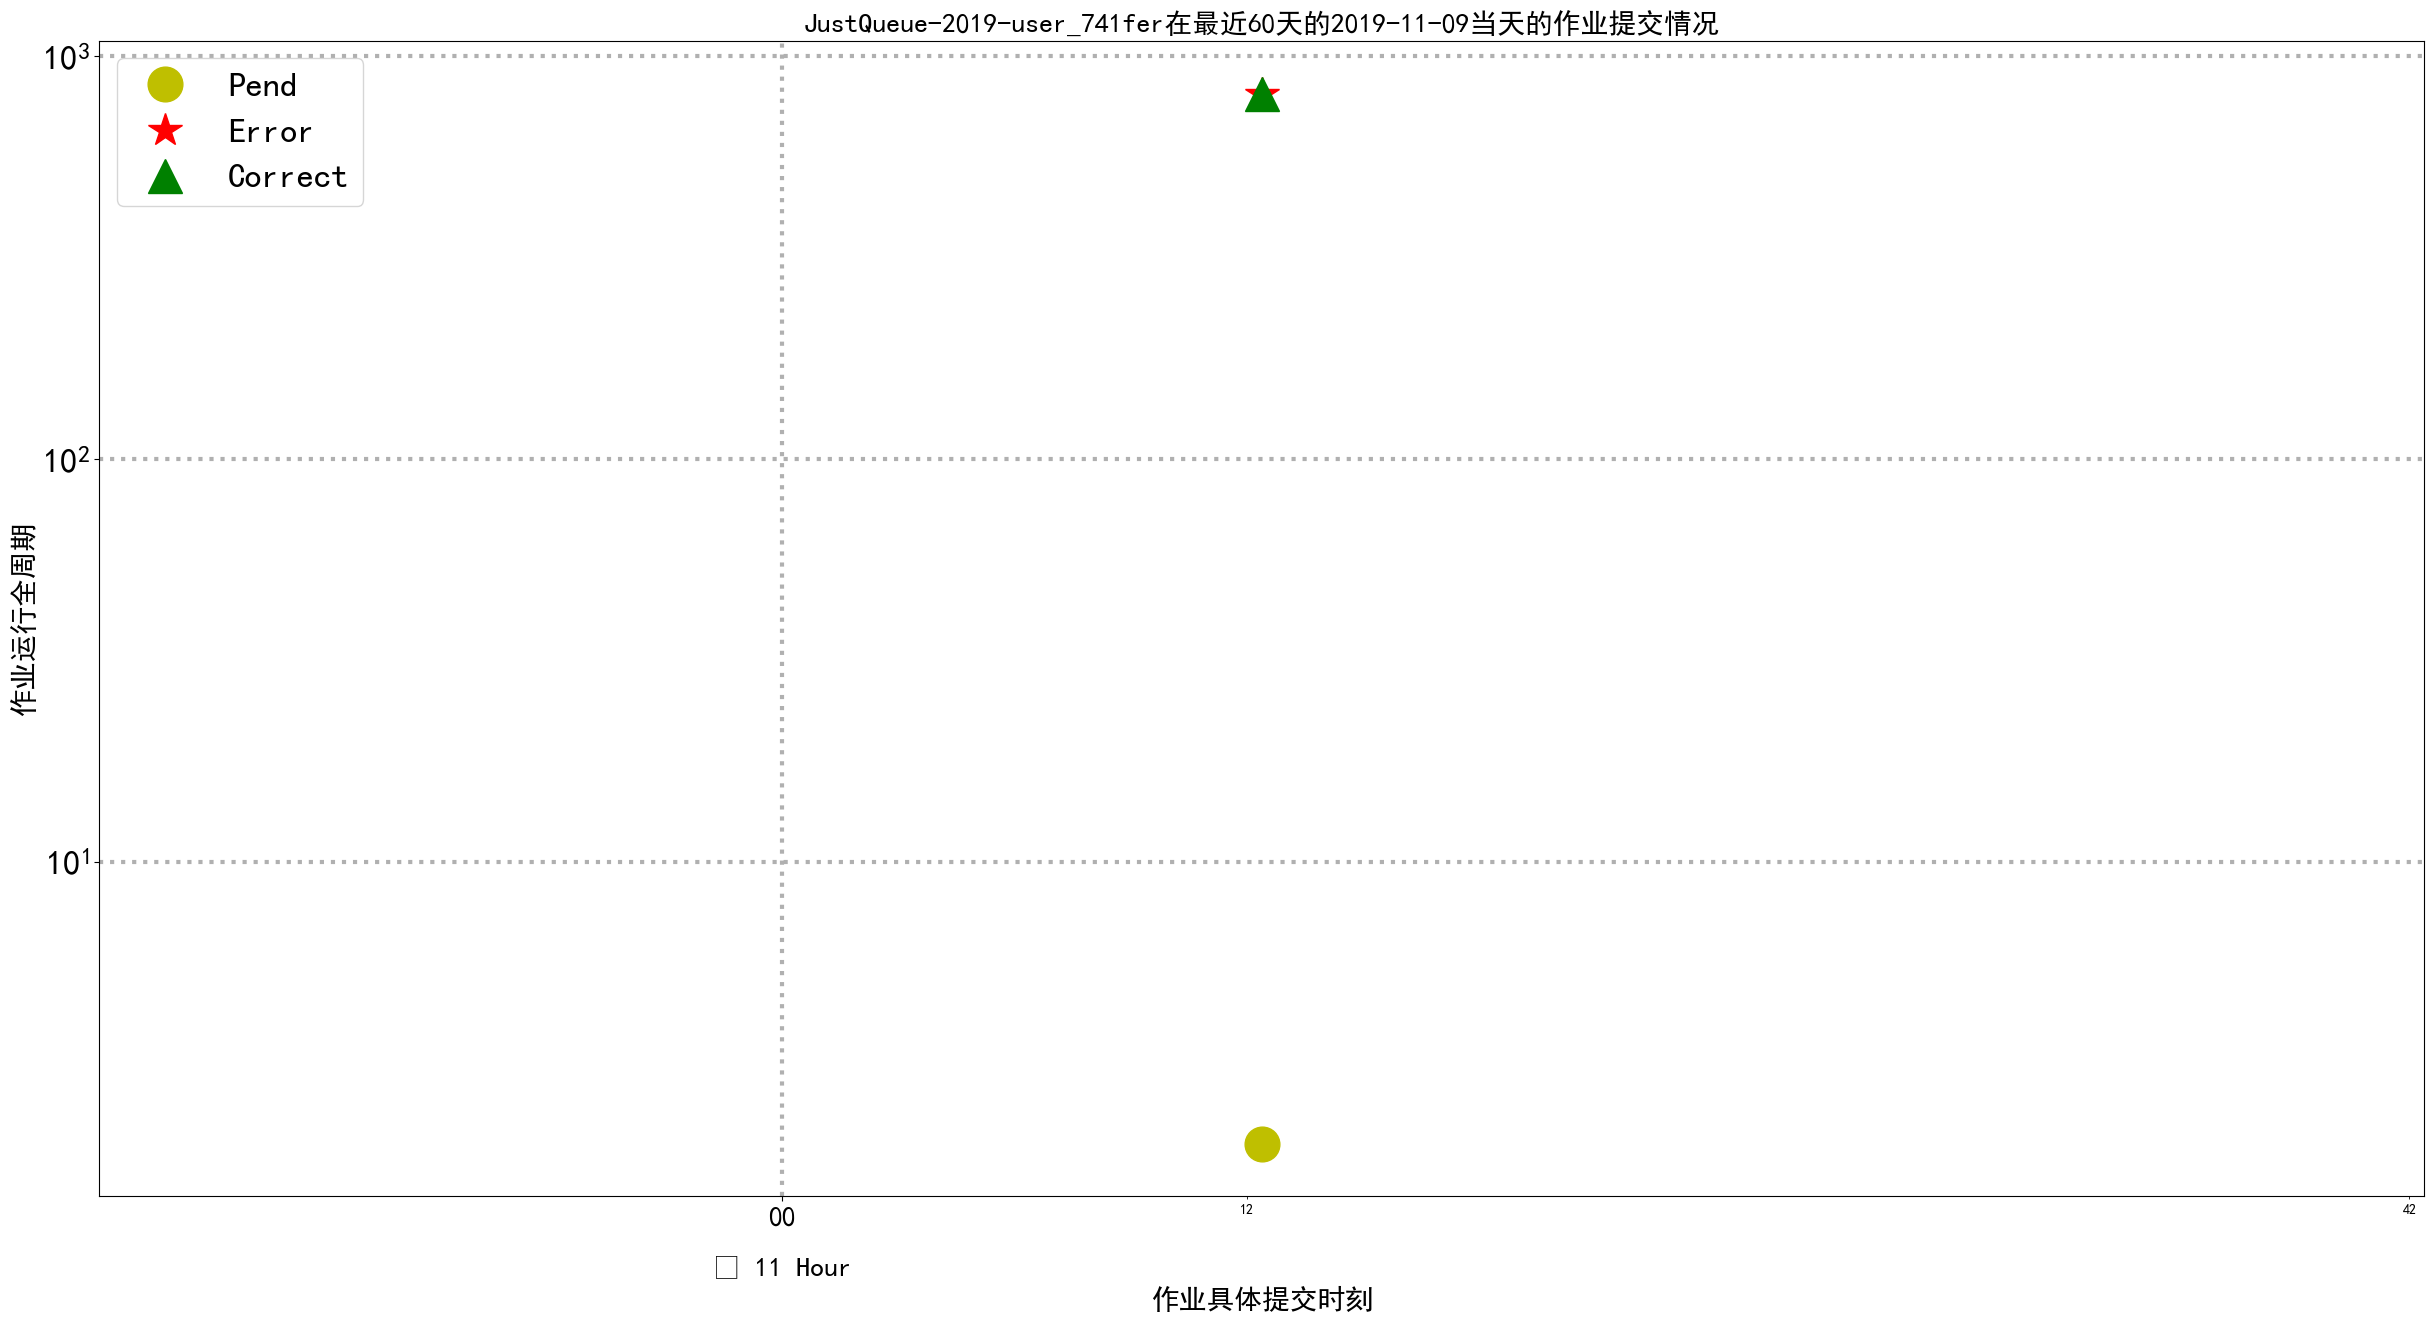 JustQueue-2019-user_741fer在最近60天的2019-11-09当天的作业提交情况
10³
Pend
Error
Correct
10²
作业运行全周期
10¹
00
12
42
□ 11 Hour
作业具体提交时刻